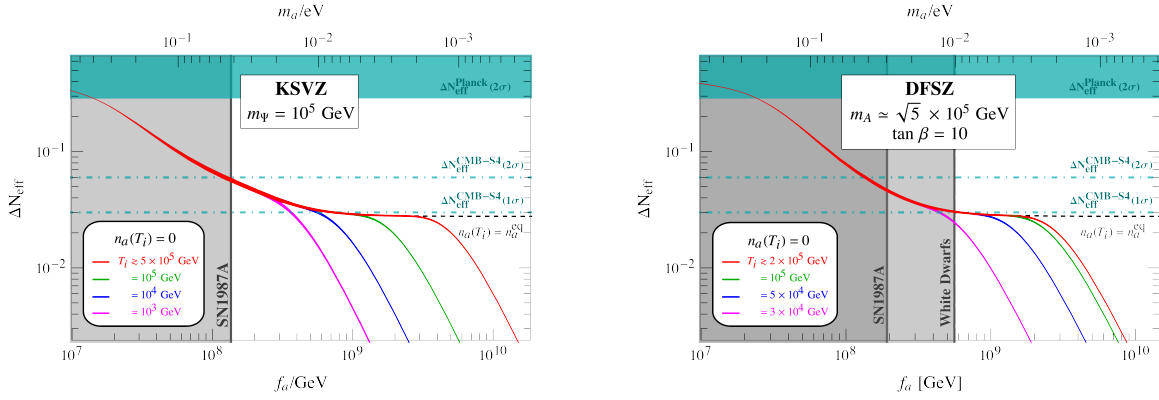 m_a/eV
10^{-1} 10^{-2} 10^{-3}
ΔN_eff^Planck (2σ)
KSVZ
m_Ψ = 10^5 GeV
10^{-1}
ΔN_eff^CMB−S4 (2σ)
ΔN_eff^CMB−S4 (1σ)
ΔN_eff
n_a(T_i) = n_a^eq
n_a(T_i) = 0
T_i ≳ 5 × 10^5 GeV
= 10^5 GeV
= 10^4 GeV
= 10^3 GeV
10^{-2}
SN1987A
10^7 10^8 10^9 10^10
f_a/GeV
m_a/eV
10^{-1} 10^{-2} 10^{-3}
ΔN_eff^Planck (2σ)
DFSZ
m_A ≃ √5 × 10^5 GeV
tan β = 10
10^{-1}
ΔN_eff^CMB−S4 (2σ)
ΔN_eff^CMB−S4 (1σ)
ΔN_eff
n_a(T_i) = n_a^eq
n_a(T_i) = 0
T_i ≳ 2 × 10^5 GeV
= 10^5 GeV
= 5 × 10^4 GeV
= 3 × 10^4 GeV
10^{-2}
SN1987A
White Dwarfs
10^7 10^8 10^9 10^10
f_a [GeV]